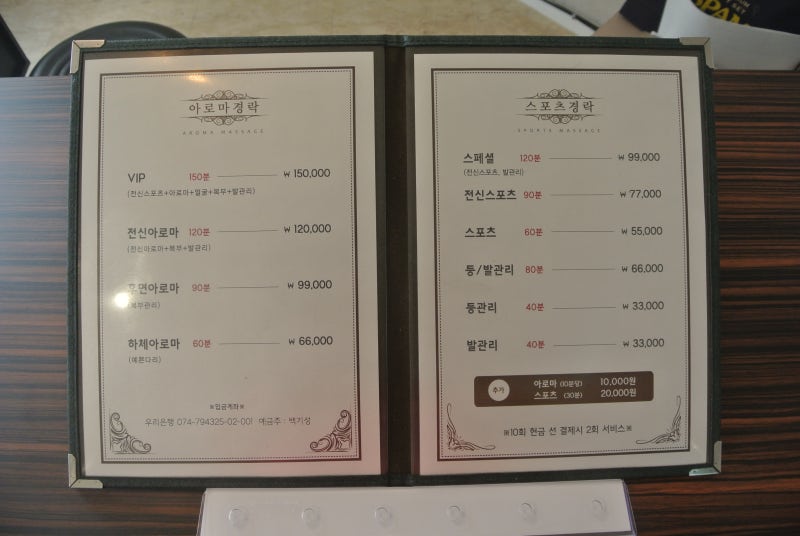 아로마경락
AROMA MASSAGE
VIP 150분 ₩ 150,000
(전신스포츠+아로마+얼굴+복부+발관리)
전신아로마 120분 ₩ 120,000
(전신아로마+복부+발관리)
후면아로마 90분 ₩ 99,000
(복부관리)
하체아로마 60분 ₩ 66,000
(예쁜다리)
※입금계좌※
우리은행 074-794325-02-001 예금주 : 백기성
스포츠경락
SPORTS MASSAGE
스페셜 120분 ₩ 99,000
(전신스포츠, 발관리)
전신스포츠 90분 ₩ 77,000
스포츠 60분 ₩ 55,000
등/발관리 80분 ₩ 66,000
등관리 40분 ₩ 33,000
발관리 40분 ₩ 33,000
추가
아로마 (10분당) 10,000원
스포츠 (30분) 20,000원
※10회 현금 선 결제시 2회 서비스※